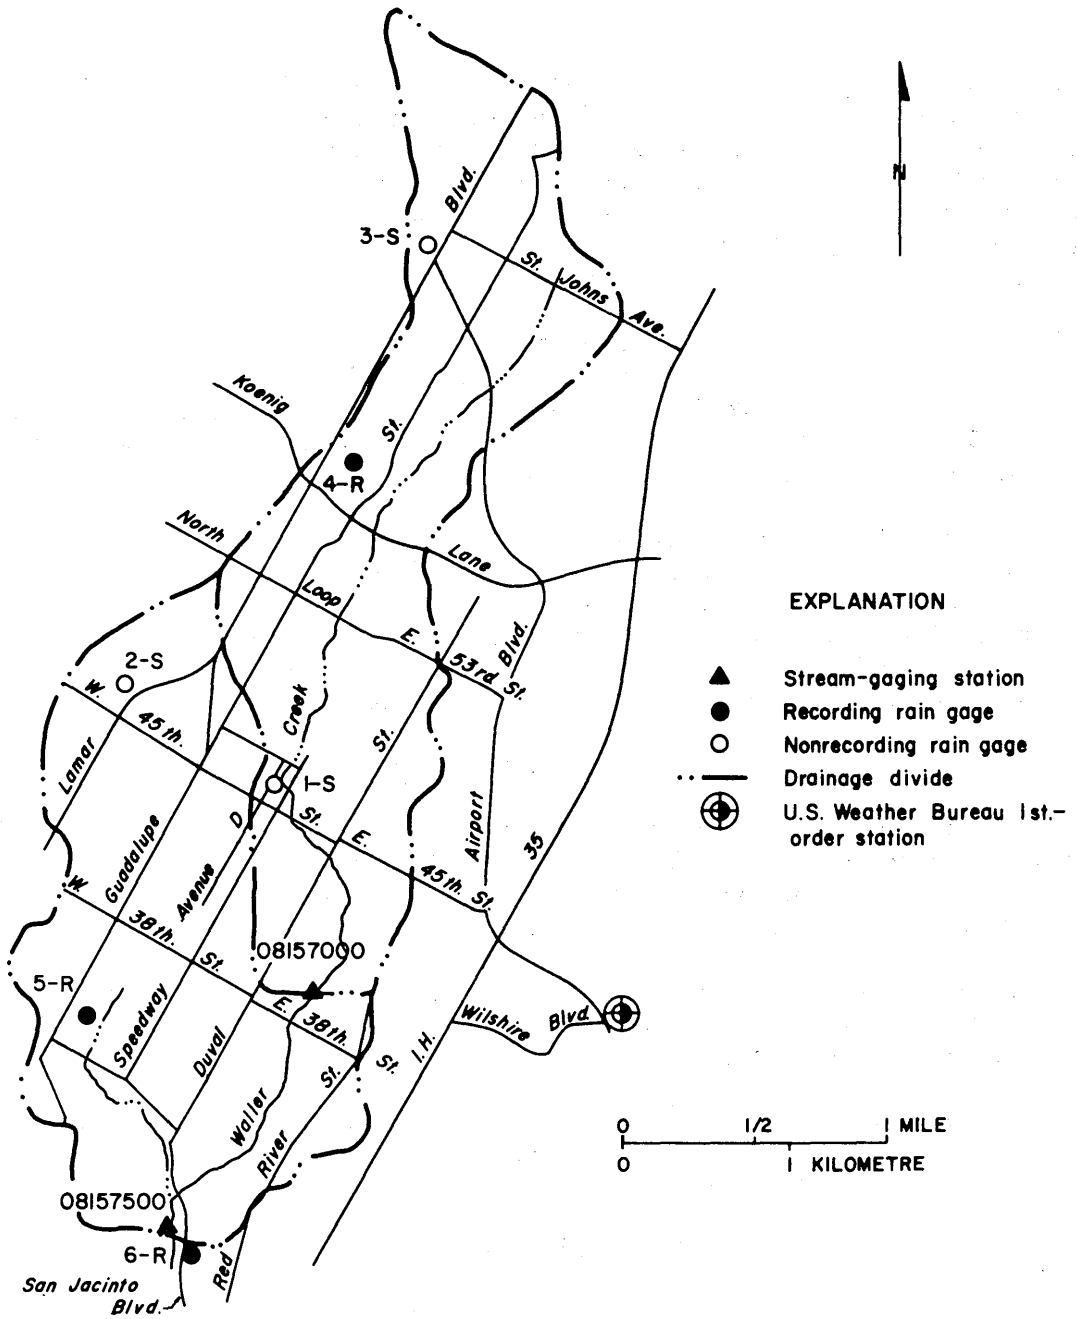 Blvd.
3-S
N
St. Johns Ave.
Koenig
St.
4-R
North
Lane
Loop
E. 53rd St.
Blvd.
2-S
W. 45th. St. E. 45th. St.
Creek
St.
Lamar
1-S
D
Airport
35
Guadalupe
Avenue
W. 38th. St. E. 38th. St.
08157000
5-R
Speedway
Duval
I.H.
Wilshire Blvd.
St.
Waller
River
08157500
6-R
Red
San Jacinto
Blvd.
EXPLANATION
Stream-gaging station
Recording rain gage
Nonrecording rain gage
Drainage divide
U.S. Weather Bureau 1st.-
order station
0 1/2 1 MILE
0 1 KILOMETRE